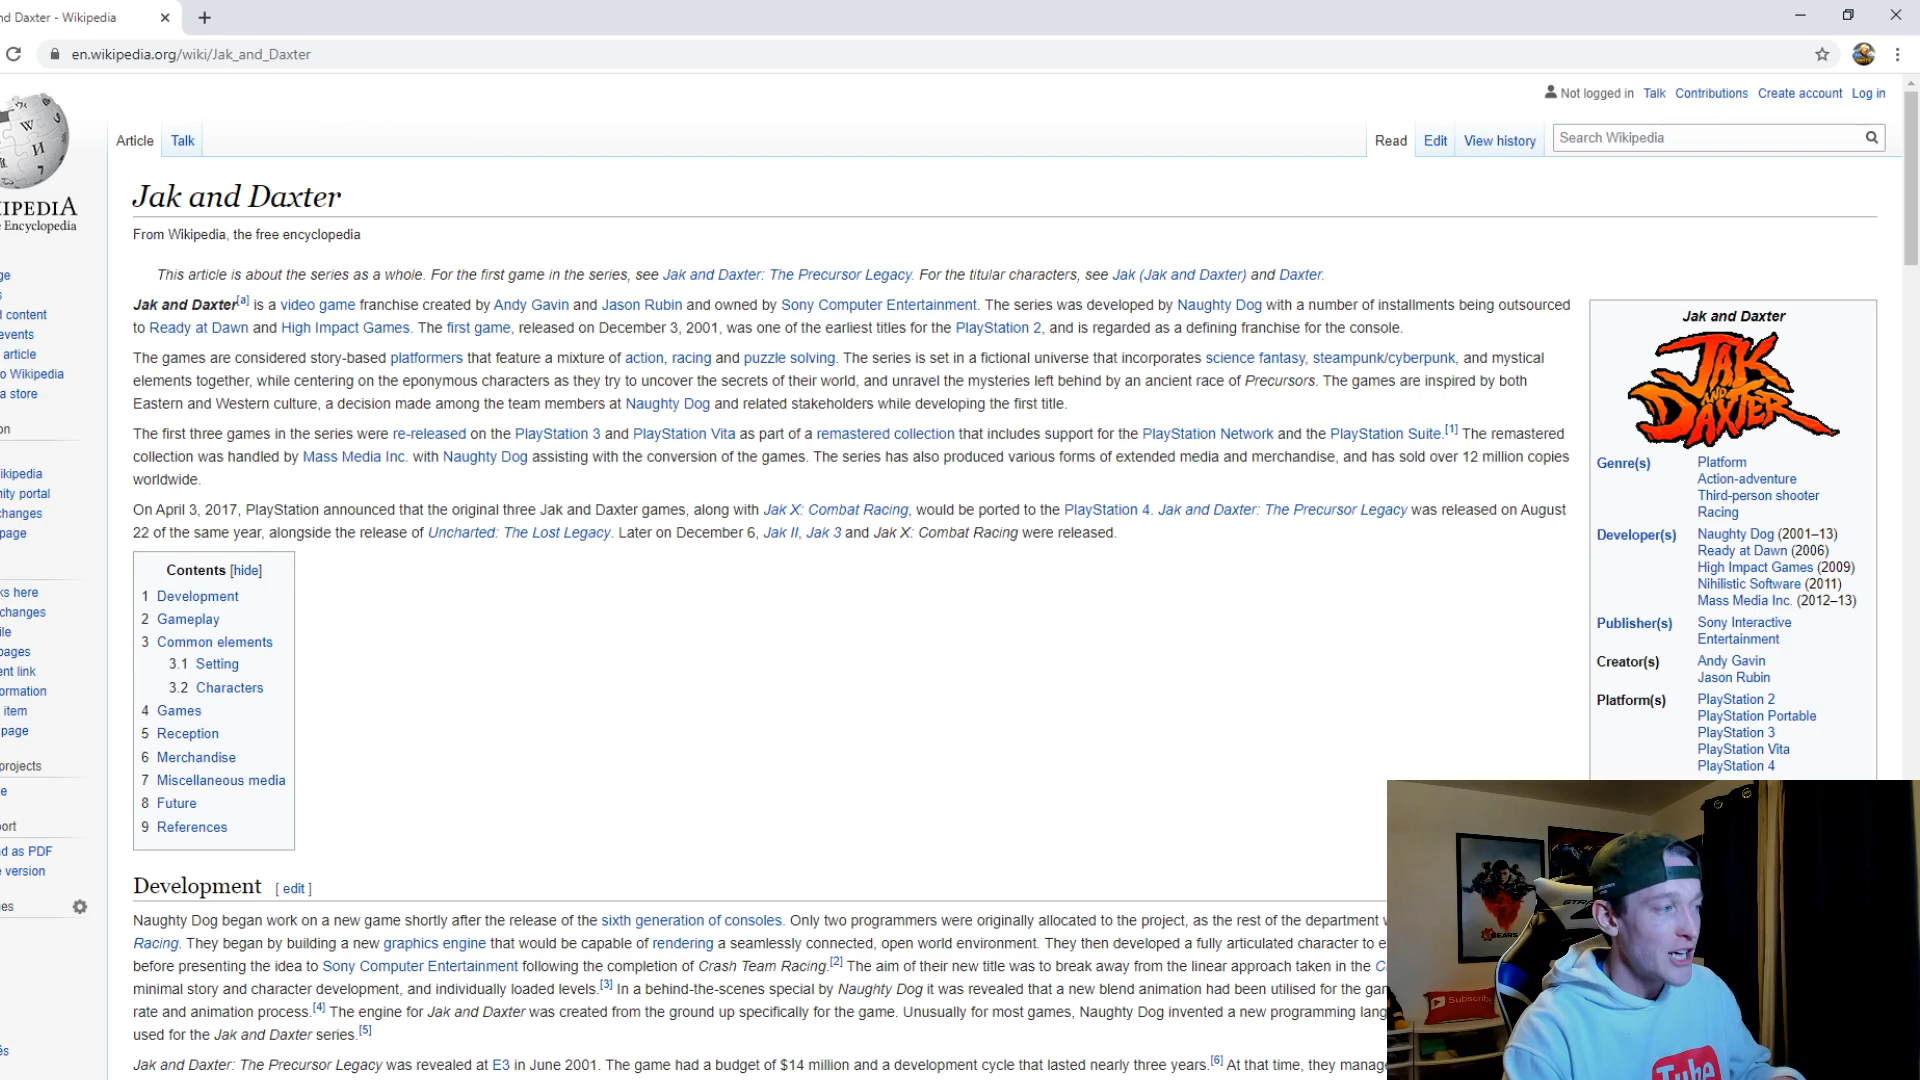 nd Daxter - Wikipedia
en.wikipedia.org/wiki/Jak_and_Daxter
Not logged in Talk Contributions Create account Log in
Article Talk Read Edit View history Search Wikipedia
IPEDIA
e Encyclopedia
ge
s
d content
events
article
o Wikipedia
a store
on
ikipedia
nity portal
changes
page
ks here
changes
ile
pages
ent link
ormation
item
page
projects
e
ort
d as PDF
e version
es
és
Jak and Daxter
From Wikipedia, the free encyclopedia
This article is about the series as a whole. For the first game in the series, see Jak and Daxter: The Precursor Legacy. For the titular characters, see Jak (Jak and Daxter) and Daxter.
Jak and Daxter[a] is a video game franchise created by Andy Gavin and Jason Rubin and owned by Sony Computer Entertainment. The series was developed by Naughty Dog with a number of installments being outsourced
to Ready at Dawn and High Impact Games. The first game, released on December 3, 2001, was one of the earliest titles for the PlayStation 2, and is regarded as a defining franchise for the console.
The games are considered story-based platformers that feature a mixture of action, racing and puzzle solving. The series is set in a fictional universe that incorporates science fantasy, steampunk/cyberpunk, and mystical
elements together, while centering on the eponymous characters as they try to uncover the secrets of their world, and unravel the mysteries left behind by an ancient race of Precursors. The games are inspired by both
Eastern and Western culture, a decision made among the team members at Naughty Dog and related stakeholders while developing the first title.
The first three games in the series were re-released on the PlayStation 3 and PlayStation Vita as part of a remastered collection that includes support for the PlayStation Network and the PlayStation Suite.[1] The remastered
collection was handled by Mass Media Inc. with Naughty Dog assisting with the conversion of the games. The series has also produced various forms of extended media and merchandise, and has sold over 12 million copies
worldwide.
On April 3, 2017, PlayStation announced that the original three Jak and Daxter games, along with Jak X: Combat Racing, would be ported to the PlayStation 4. Jak and Daxter: The Precursor Legacy was released on August
22 of the same year, alongside the release of Uncharted: The Lost Legacy. Later on December 6, Jak II, Jak 3 and Jak X: Combat Racing were released.
Contents [hide]
1 Development
2 Gameplay
3 Common elements
3.1 Setting
3.2 Characters
4 Games
5 Reception
6 Merchandise
7 Miscellaneous media
8 Future
9 References
Development [ edit ]
Naughty Dog began work on a new game shortly after the release of the sixth generation of consoles. Only two programmers were originally allocated to the project, as the rest of the department
Racing. They began by building a new graphics engine that would be capable of rendering a seamlessly connected, open world environment. They then developed a fully articulated character to e
before presenting the idea to Sony Computer Entertainment following the completion of Crash Team Racing.[2] The aim of their new title was to break away from the linear approach taken in the C
minimal story and character development, and individually loaded levels.[3] In a behind-the-scenes special by Naughty Dog it was revealed that a new blend animation had been utilised for the gam
rate and animation process.[4] The engine for Jak and Daxter was created from the ground up specifically for the game. Unusually for most games, Naughty Dog invented a new programming lang
used for the Jak and Daxter series.[5]
Jak and Daxter: The Precursor Legacy was revealed at E3 in June 2001. The game had a budget of $14 million and a development cycle that lasted nearly three years.[6] At that time, they manage
Jak and Daxter
JAK
AND
DAXTER
Genre(s) Platform
Action-adventure
Third-person shooter
Racing
Developer(s) Naughty Dog (2001–13)
Ready at Dawn (2006)
High Impact Games (2009)
Nihilistic Software (2011)
Mass Media Inc. (2012–13)
Publisher(s) Sony Interactive
Entertainment
Creator(s) Andy Gavin
Jason Rubin
Platform(s) PlayStation 2
PlayStation Portable
PlayStation 3
PlayStation Vita
PlayStation 4
GEARS
GTRA
Subscribe
Tube